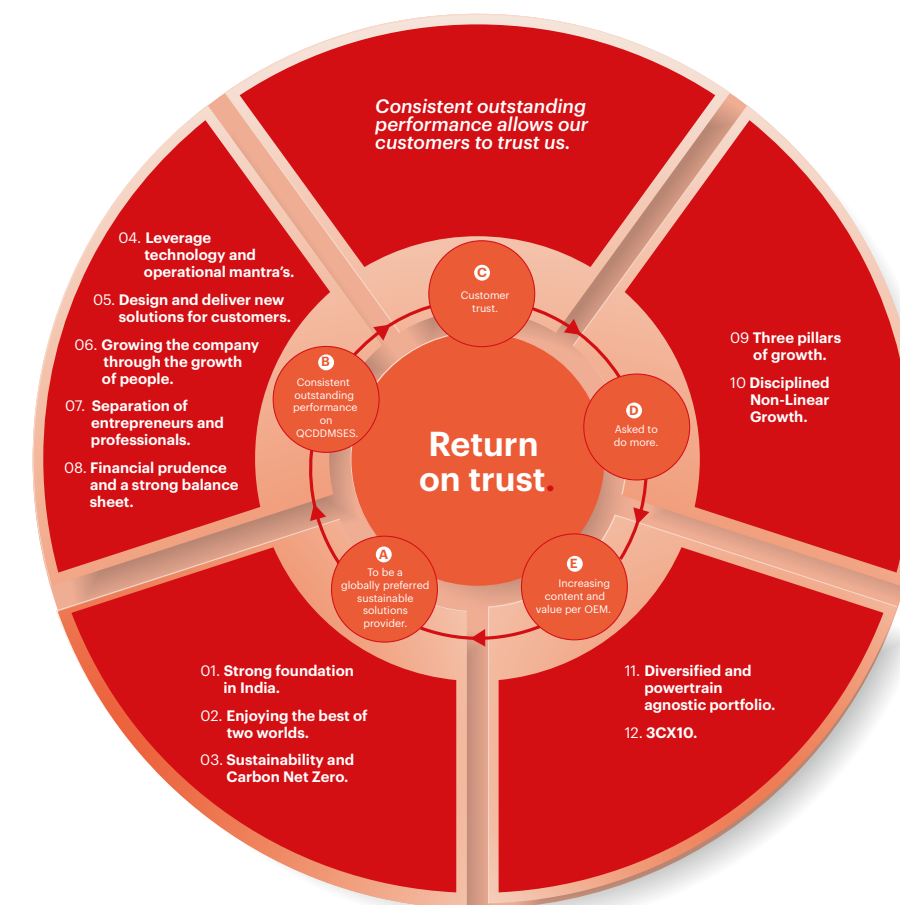 Consistent outstanding
performance allows our
customers to trust us.
04. Leverage
technology and
operational mantra's.
05. Design and deliver new
solutions for customers.
06. Growing the company
through the growth
of people.
07. Separation of
entrepreneurs and
professionals.
08. Financial prudence
and a strong balance
sheet.
09 Three pillars
of growth.
10 Disciplined
Non-Linear
Growth.
C
Customer
trust.
B
Consistent
outstanding
performance
on
QCDDMSES.
D
Asked to
do more.
Return
on trust.
A
To be a
globally preferred
sustainable
solutions
provider.
E
Increasing
content and
value per OEM.
01. Strong foundation
in India.
02. Enjoying the best of
two worlds.
03. Sustainability and
Carbon Net Zero.
11. Diversified and
powertrain
agnostic portfolio.
12. 3CX10.